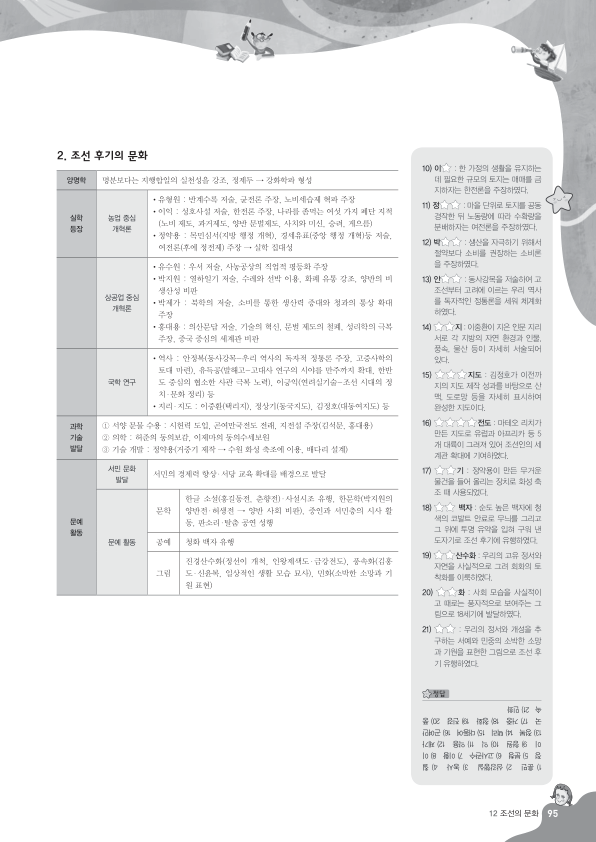 2. 조선 후기의 문화
양명학
명분보다는 지행합일의 실천성을 강조, 정제두 → 강화학파 형성
실학
등장
농업 중심
개혁론
• 유형원 : 반계수록 저술, 균전론 주장, 노비세습제 혁파 주장
• 이익 : 성호사설 저술, 한전론 주장, 나라를 좀먹는 여섯 가지 폐단 지적
(노비 제도, 과거제도, 양반 문벌제도, 사치와 미신, 승려, 게으름)
• 정약용 : 목민심서(지방 행정 개혁), 경세유표(중앙 행정 개혁)등 저술,
여전론(후에 정전제) 주장 → 실학 집대성
상공업 중심
개혁론
• 유수원 : 우서 저술, 사농공상의 직업적 평등화 주장
• 박지원 : 열하일기 저술, 수레와 선박 이용, 화폐 유통 강조, 양반의 비
생산성 비판
• 박제가 : 북학의 저술, 소비를 통한 생산력 증대와 청과의 통상 확대
주장
• 홍대용 : 의산문답 저술, 기술의 혁신, 문벌 제도의 철폐, 성리학의 극복
주장, 중국 중심의 세계관 비판
국학 연구
• 역사 : 안정복(동사강목-우리 역사의 독자적 정통론 주장, 고증사학의
토대 마련), 유득공(발해고-고대사 연구의 시야를 만주까지 확대, 한반
도 중심의 협소한 사관 극복 노력), 이긍익(연려실기술-조선 시대의 정
치·문화 정리) 등
• 지리·지도 : 이중환(택리지), 정상기(동국지도), 김정호(대동여지도) 등
과학
기술
발달
① 서양 문물 수용 : 시헌력 도입, 곤여만국전도 전래, 지전설 주장(김석문, 홍대용)
② 의학 : 허준의 동의보감, 이제마의 동의수세보원
③ 기술 개발 : 정약용(거중기 제작 → 수원 화성 축조에 이용, 배다리 설계)
문예
활동
서민 문화
발달
서민의 경제력 향상·서당 교육 확대를 배경으로 발달
문예 활동
문학
한글 소설(홍길동전, 춘향전)·사설시조 유행, 한문학(박지원의
양반전·허생전 → 양반 사회 비판), 중인과 서민층의 시사 활
동, 판소리·탈춤 공연 성행
공예
청화 백자 유행
그림
진경산수화(정선이 개척, 인왕제색도·금강전도), 풍속화(김홍
도·신윤복, 일상적인 생활 모습 묘사), 민화(소박한 소망과 기
원 표현)
10) 이☆ : 한 가정의 생활을 유지하는
데 필요한 규모의 토지는 매매를 금
지하자는 한전론을 주장하였다.
11) 정☆☆ : 마을 단위로 토지를 공동
경작한 뒤 노동량에 따라 수확량을
분배하자는 여전론을 주장하였다.
12) 박☆☆ : 생산을 자극하기 위해서
절약보다 소비를 권장하는 소비론
을 주장하였다.
13) 안☆☆ : 동사강목을 저술하여 고
조선부터 고려에 이르는 우리 역사
를 독자적인 정통론을 세워 체계화
하였다.
14) ☆☆지 : 이중환이 지은 인문 지리
서로 각 지방의 자연 환경과 인물,
풍속, 물산 등이 자세히 서술되어
있다.
15) ☆☆☆지도 : 김정호가 이전까
지의 지도 제작 성과를 바탕으로 산
맥, 도로망 등을 자세히 표시하여
완성한 지도이다.
16) ☆☆☆☆전도 : 마테오 리치가
만든 지도로 유럽과 아프리카 등 5
개 대륙이 그려져 있어 조선인의 세
계관 확대에 기여하였다.
17) ☆☆기 : 정약용이 만든 무거운
물건을 들어 올리는 장치로 화성 축
조 때 사용되었다.
18) ☆☆ 백자 : 순도 높은 백자에 청
색의 코발트 안료로 무늬를 그리고
그 위에 투명 유약을 입혀 구워 낸
도자기로 조선 후기에 유행하였다.
19) ☆☆산수화 : 우리의 고유 정서와
자연을 사실적으로 그려 회화의 토
착화를 이룩하였다.
20) ☆☆화 : 사회 모습을 사실적이
고 때로는 풍자적으로 보여주는 그
림으로 18세기에 발달하였다.
21) ☆☆ : 우리의 정서와 개성을 추
구하는 서예와 민중의 소박한 소망
과 기원을 표현한 그림으로 조선 후
기 유행하였다.
정답
12 조선의 문화
95